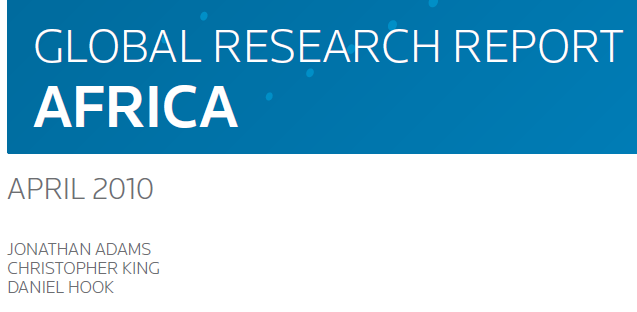 GLOBAL RESEARCH REPORT
AFRICA
APRIL 2010
JONATHAN ADAMS
CHRISTOPHER KING
DANIEL HOOK